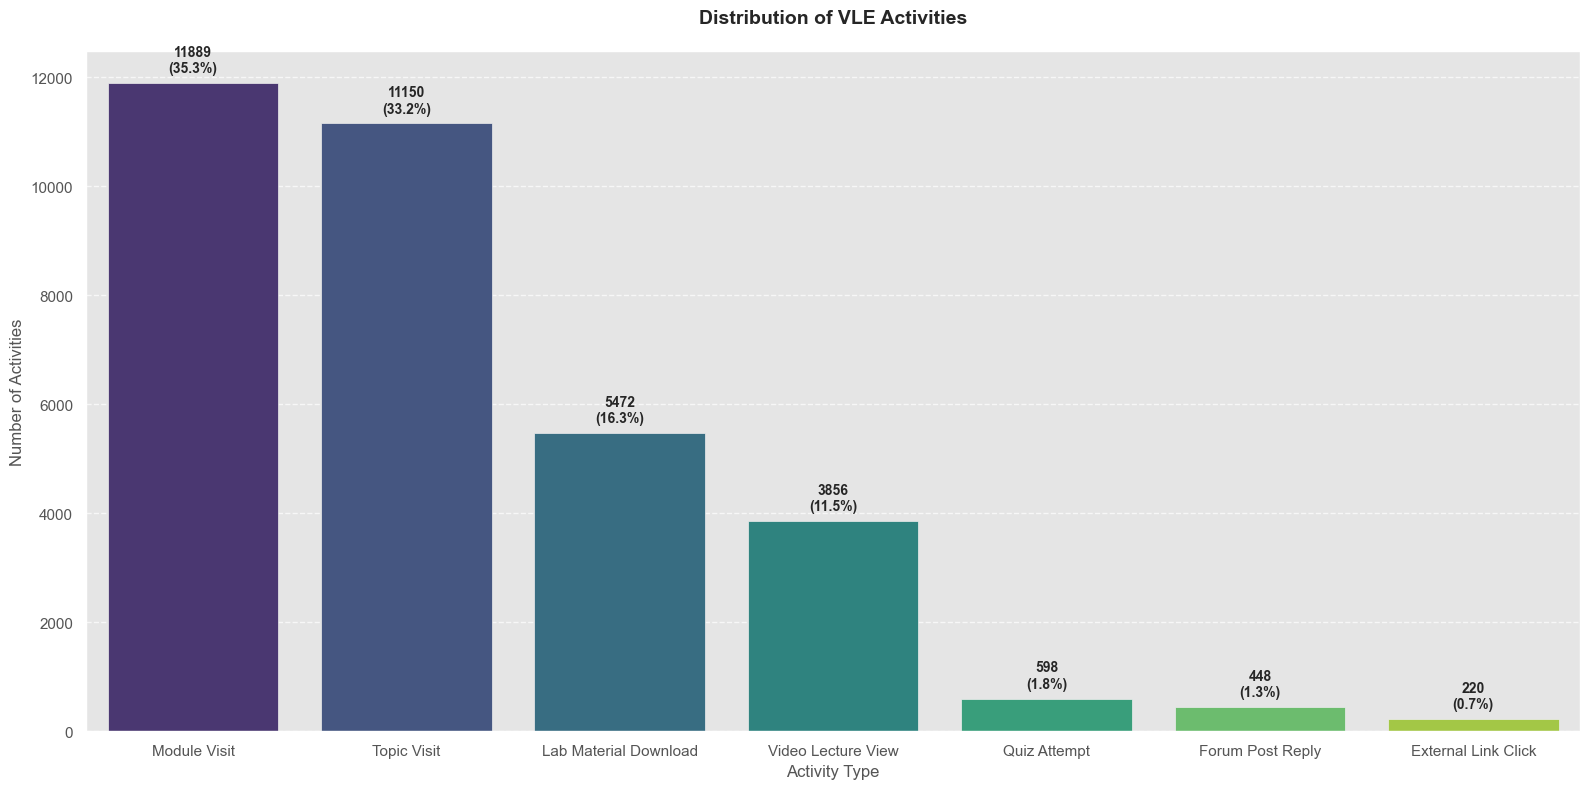 Distribution of VLE Activities
Number of Activities
12000
10000
8000
6000
4000
2000
0
11889
(35.3%)
11150
(33.2%)
5472
(16.3%)
3856
(11.5%)
598
(1.8%)
448
(1.3%)
220
(0.7%)
Module Visit
Topic Visit
Lab Material Download
Video Lecture View
Quiz Attempt
Forum Post Reply
External Link Click
Activity Type